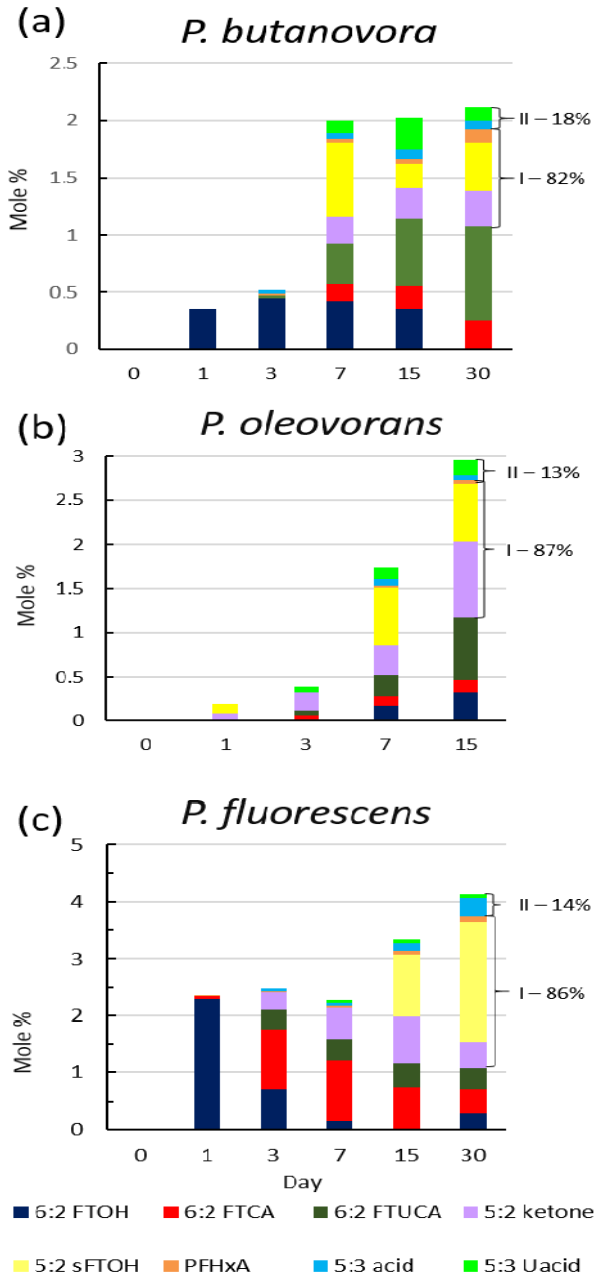 (a) P. butanovora
2.5
2
1.5
1
0.5
0
Mole %
II – 18%
I – 82%
0 1 3 7 15 30
(b) P. oleovorans
3
2.5
2
1.5
1
0.5
0
Mole %
II – 13%
I – 87%
0 1 3 7 15
(c) P. fluorescens
5
4
3
2
1
0
Mole %
II – 14%
I – 86%
0 1 3 7 15 30
Day
6:2 FTOH 6:2 FTCA 6:2 FTUCA 5:2 ketone
5:2 sFTOH PFHxA 5:3 acid 5:3 Uacid